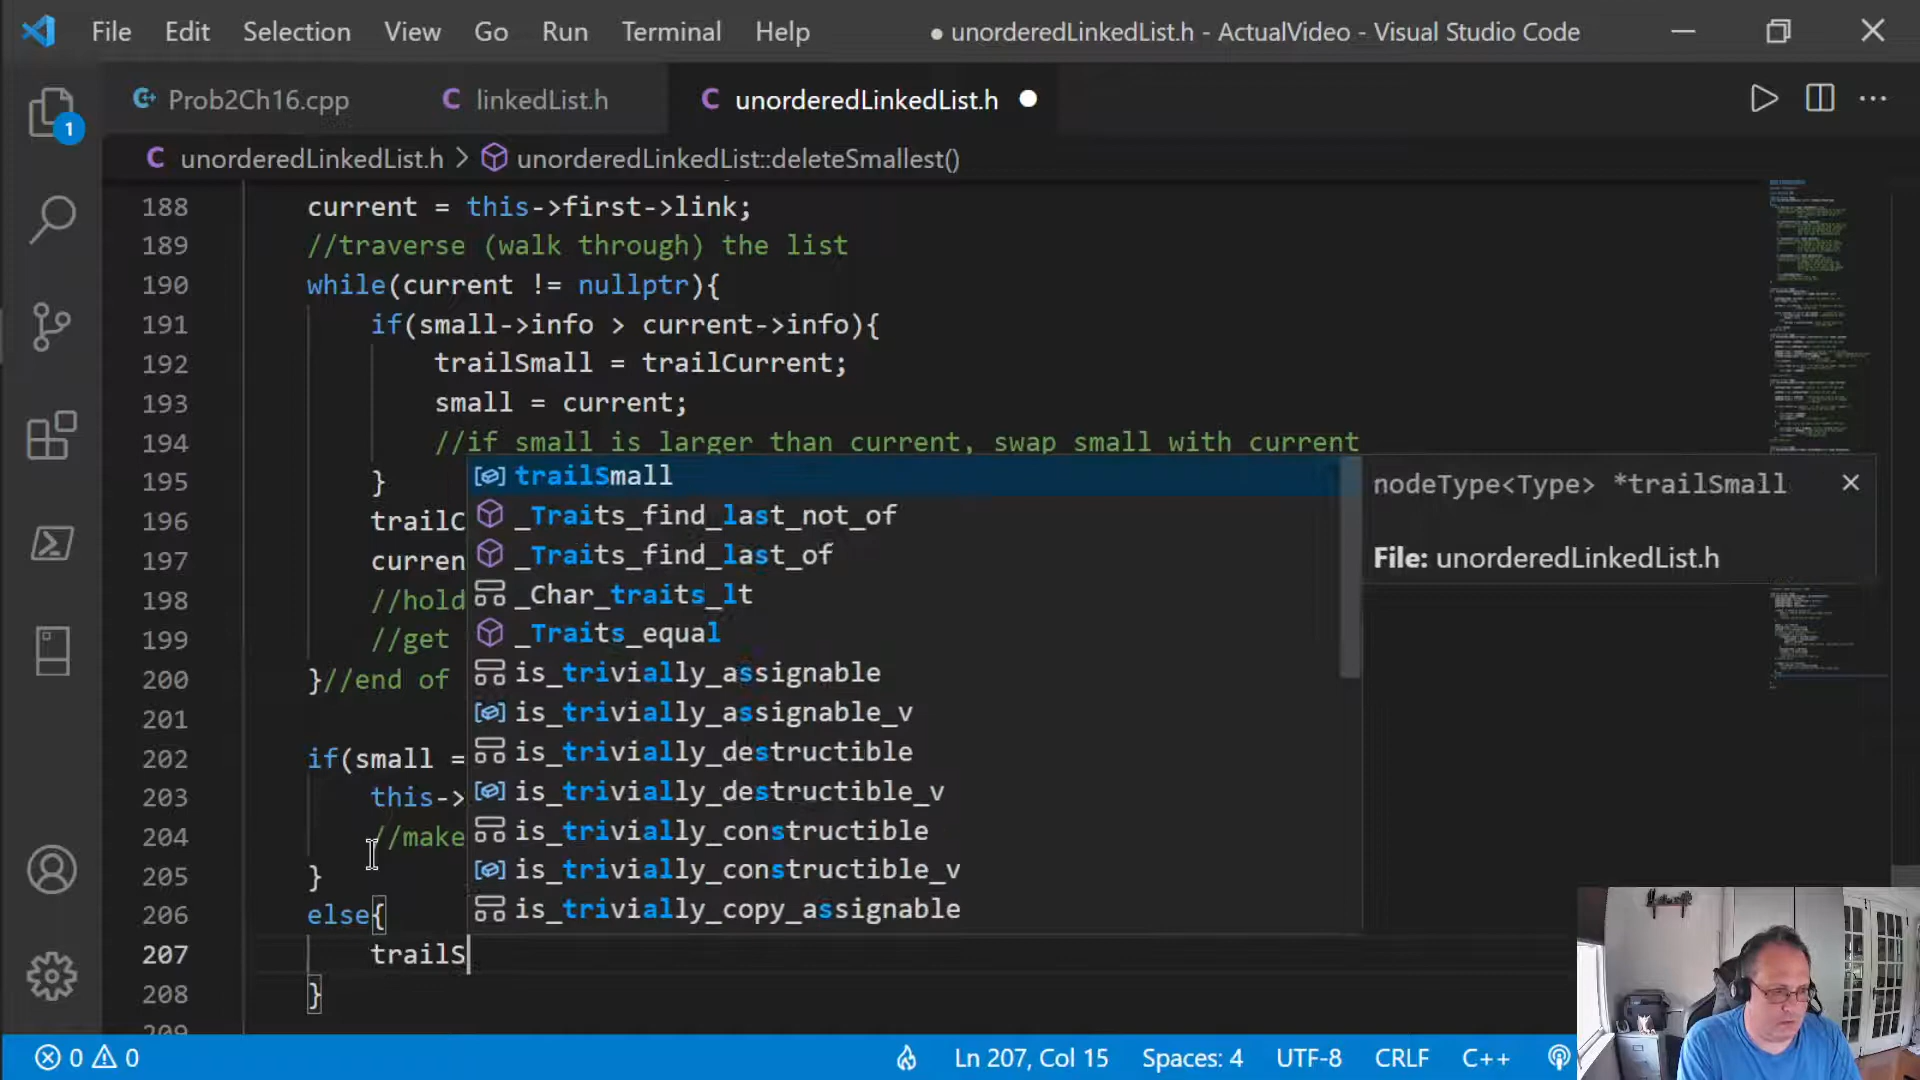 File Edit Selection View Go Run Terminal Help ● unorderedLinkedList.h - ActualVideo - Visual Studio Code
Prob2Ch16.cpp linkedList.h unorderedLinkedList.h
unorderedLinkedList.h > unorderedLinkedList::deleteSmallest()
1
188 current = this->first->link;
189 //traverse (walk through) the list
190 while(current != nullptr){
191 if(small->info > current->info){
192 trailSmall = trailCurrent;
193 small = current;
194 //if small is larger than current, swap small with current
195 }
196 trailC
197 curren
198 //hold
199 //get
200 }//end of
201
202 if(small =
203 this->
204 //make
205 }
206 else{
207 trailS
208 }
209
trailSmall
_Traits_find_last_not_of
_Traits_find_last_of
_Char_traits_lt
_Traits_equal
is_trivially_assignable
is_trivially_assignable_v
is_trivially_destructible
is_trivially_destructible_v
is_trivially_constructible
is_trivially_constructible_v
is_trivially_copy_assignable
nodeType<Type> *trailSmall
File: unorderedLinkedList.h
0 0 Ln 207, Col 15 Spaces: 4 UTF-8 CRLF C++